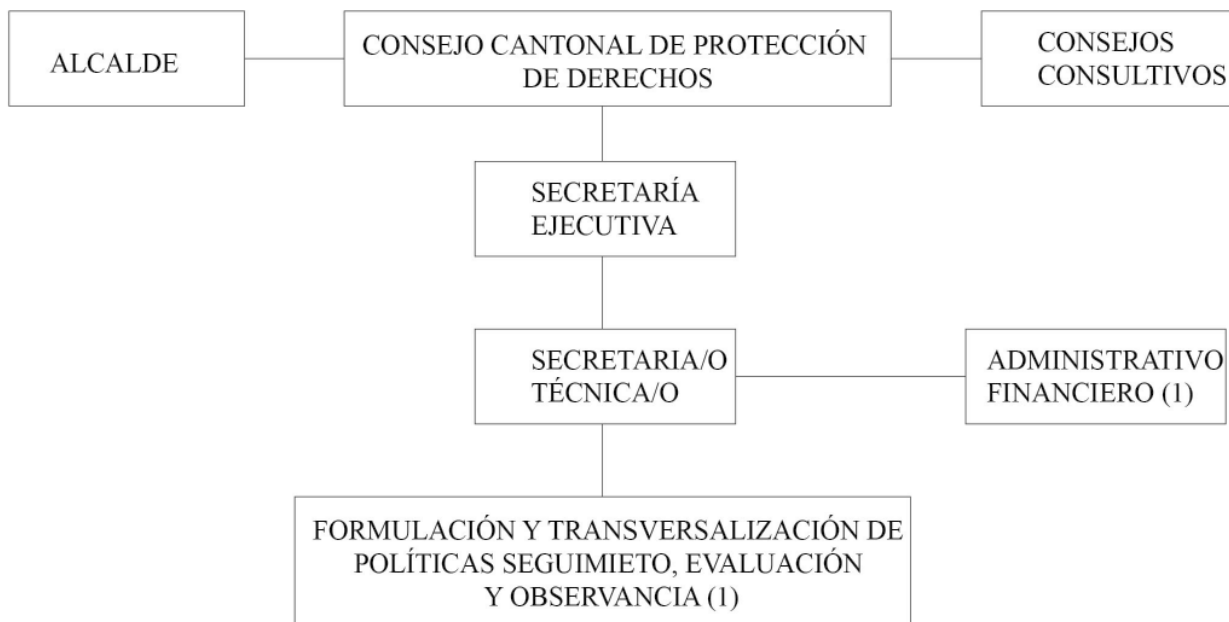 ALCALDE
CONSEJO CANTONAL DE PROTECCIÓN
DE DERECHOS
CONSEJOS
CONSULTIVOS
SECRETARÍA
EJECUTIVA
SECRETARIA/O
TÉCNICA/O
ADMINISTRATIVO
FINANCIERO (1)
FORMULACIÓN Y TRANSVERSALIZACIÓN DE
POLÍTICAS SEGUIMIETO, EVALUACIÓN
Y OBSERVANCIA (1)